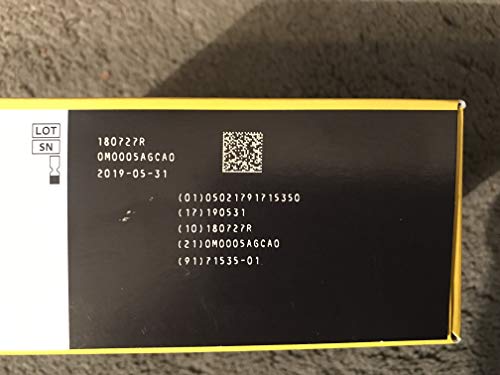 LOT
SN
180727R
0M0005AGCA0
2019-05-31
(01)05021791715350
(17)190531
(10)180727R
(21)0M0005AGCA0
(91)71535-01